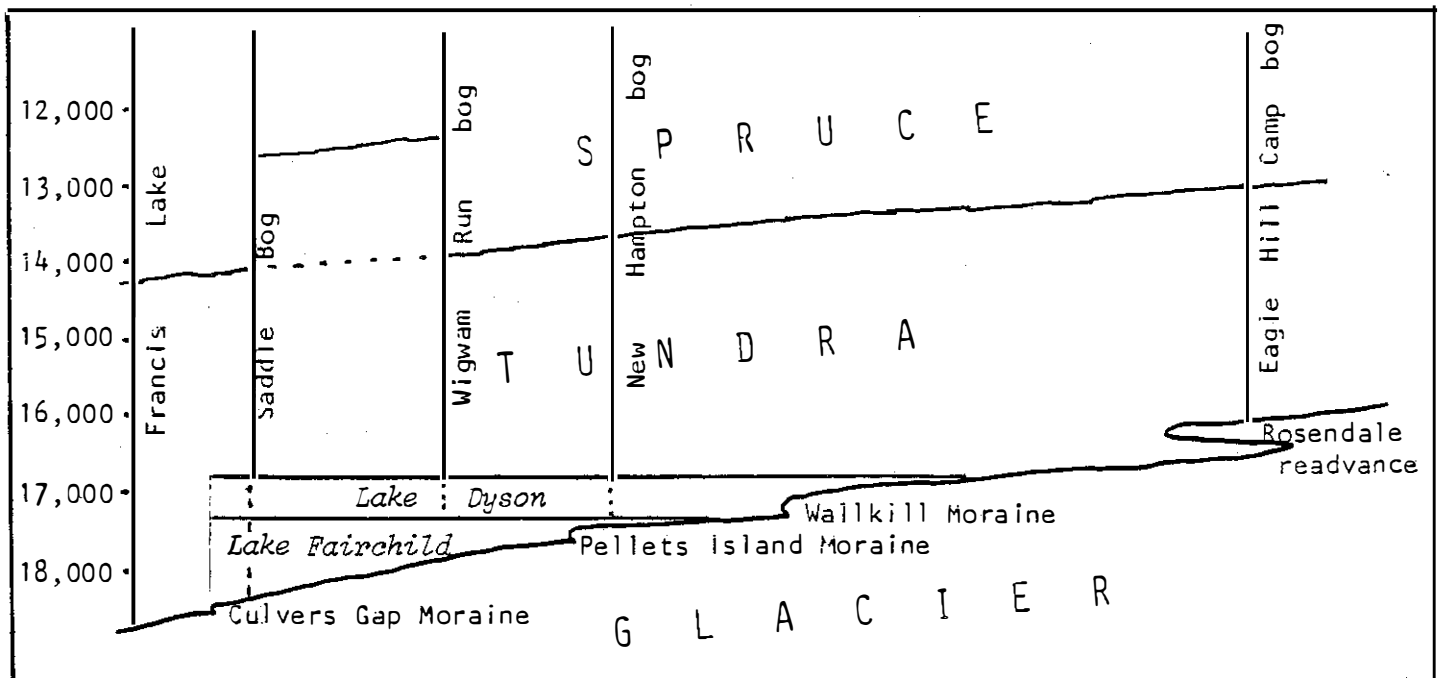 12,000
13,000
14,000
15,000
16,000
17,000
18,000
Francis Lake
Saddle Bog
Wigwam Run bog
New Hampton bog
Eagle Hill Camp bog
S P R U C E
T U N D R A
Rosendale
readvance
Lake Dyson
Wallkill Moraine
Lake Fairchild
Pellets Island Moraine
Culvers Gap Moraine
G L A C I E R